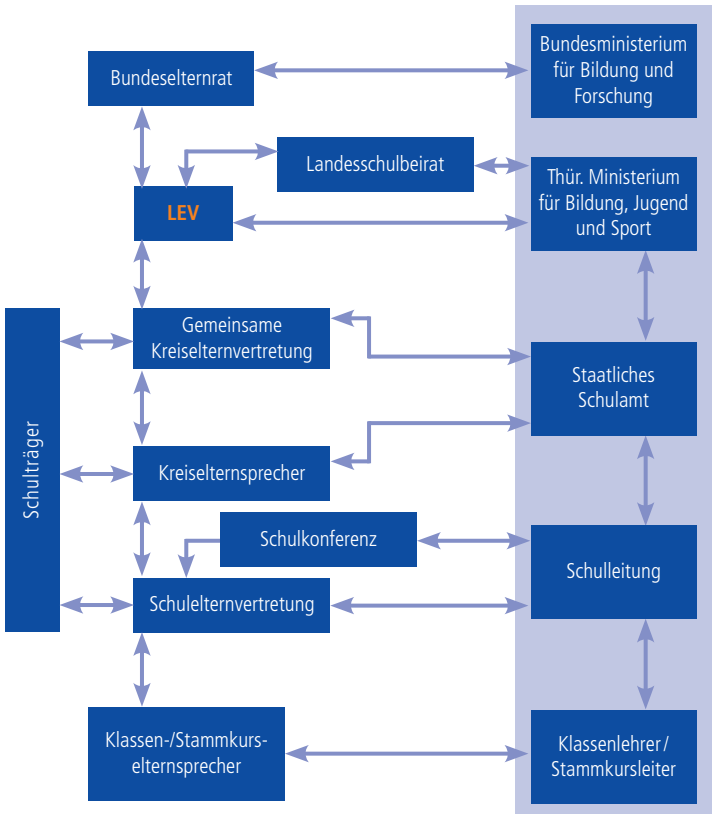 Bundeselternrat
Bundesministerium
für Bildung und
Forschung
Landesschulbeirat
Thür. Ministerium
für Bildung, Jugend
und Sport
LEV
Gemeinsame
Kreiselternvertretung
Staatliches
Schulamt
Schulträger
Kreiselternsprecher
Schulkonferenz
Schulleitung
Schulelternvertretung
Klassen-/Stammkurs-
elternsprecher
Klassenlehrer/
Stammkursleiter